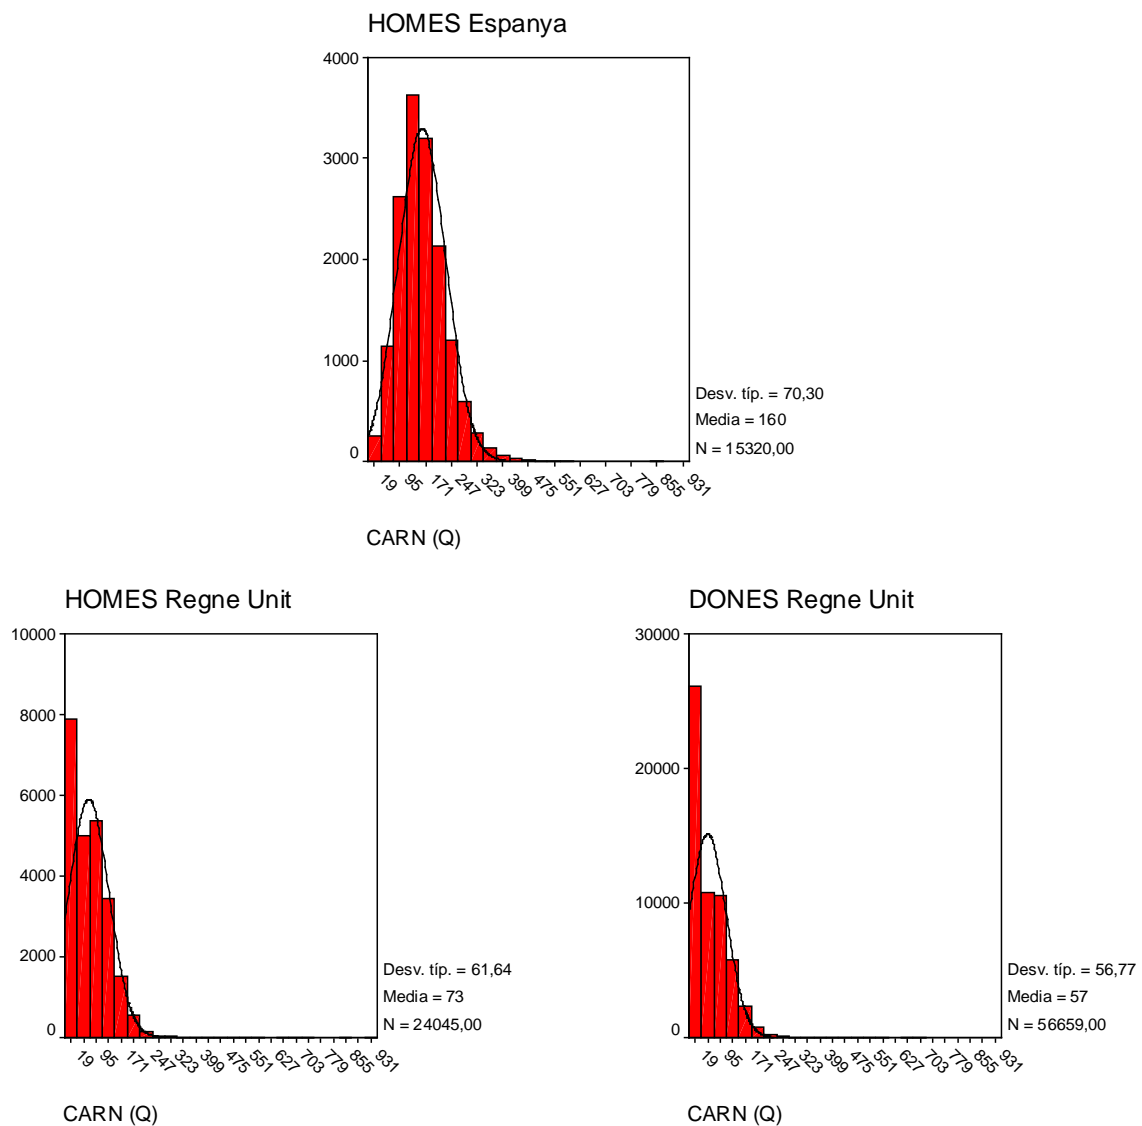 HOMES Espanya
4000
3000
2000
1000
0
Desv. típ. = 70,30
Media = 160
N = 15320,00
19 95 171 247 323 399 475 551 627 703 779 855 931
CARN (Q)
HOMES Regne Unit
10000
8000
6000
4000
2000
0
Desv. típ. = 61,64
Media = 73
N = 24045,00
19 95 171 247 323 399 475 551 627 703 779 855 931
CARN (Q)
DONES Regne Unit
30000
20000
10000
0
Desv. típ. = 56,77
Media = 57
N = 56659,00
19 95 171 247 323 399 475 551 627 703 779 855 931
CARN (Q)